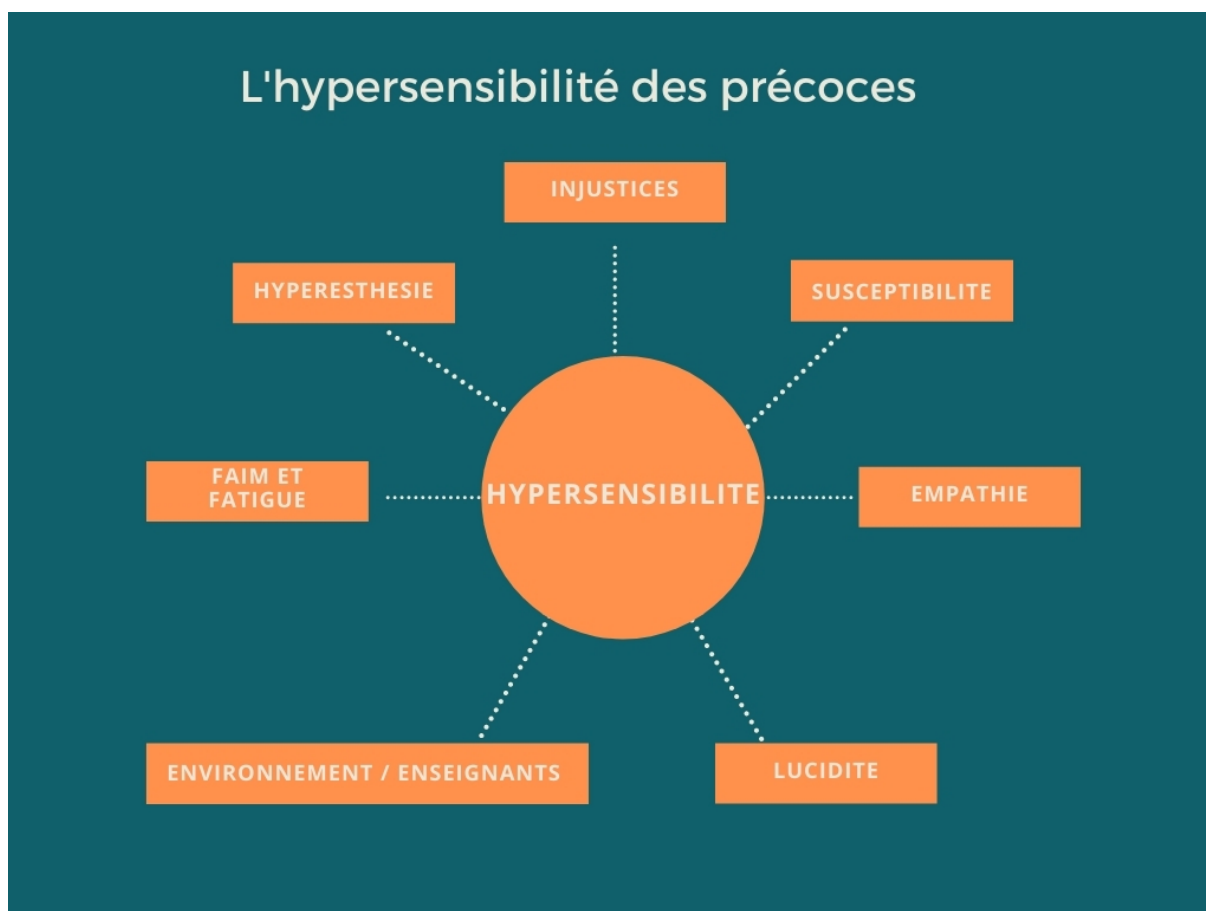 L'hypersensibilité des précoces
INJUSTICES
HYPERESTHESIE
SUSCEPTIBILITE
FAIM ET
FATIGUE
HYPERSENSIBILITE
EMPATHIE
ENVIRONNEMENT / ENSEIGNANTS
LUCIDITE